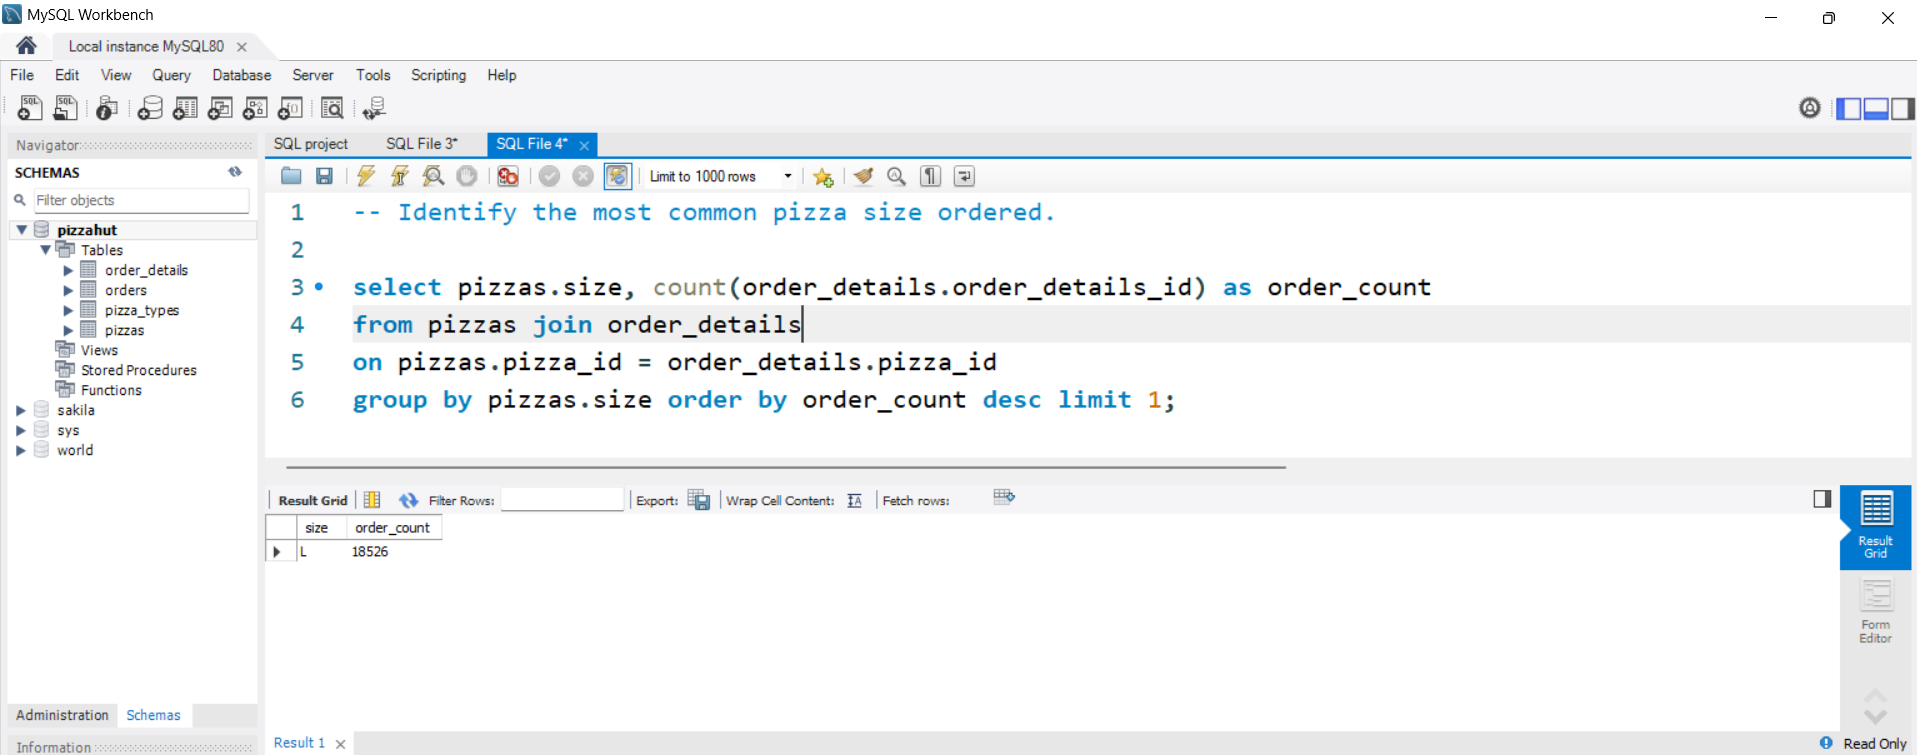 MySQL Workbench
Local instance MySQL80
File Edit View Query Database Server Tools Scripting Help
Navigator
SCHEMAS
Filter objects
pizzahut
Tables
order_details
orders
pizza_types
pizzas
Views
Stored Procedures
Functions
sakila
sys
world
Administration Schemas
Information
SQL project SQL File 3* SQL File 4*
Limit to 1000 rows
1 -- Identify the most common pizza size ordered.
2
3 select pizzas.size, count(order_details.order_details_id) as order_count
4 from pizzas join order_details
5 on pizzas.pizza_id = order_details.pizza_id
6 group by pizzas.size order by order_count desc limit 1;
Result Grid Filter Rows: Export: Wrap Cell Content: Fetch rows:
size order_count
L 18526
Result
Grid
Form
Editor
Result 1
Read Only